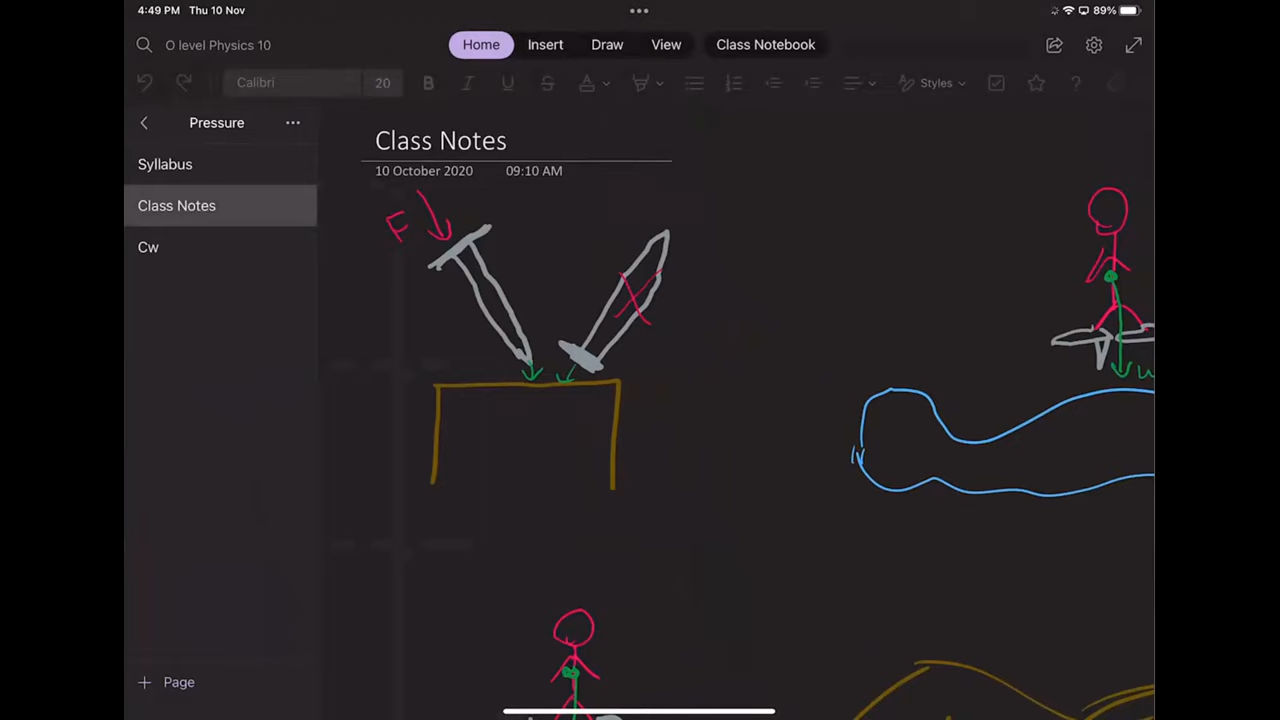 4:49 PM Thu 10 Nov
89%
O level Physics 10
Home Insert Draw View Class Notebook
Calibri 20 B I U S A Styles ?
Pressure
Syllabus
Class Notes
Cw
Class Notes
10 October 2020 09:10 AM
F
+ Page